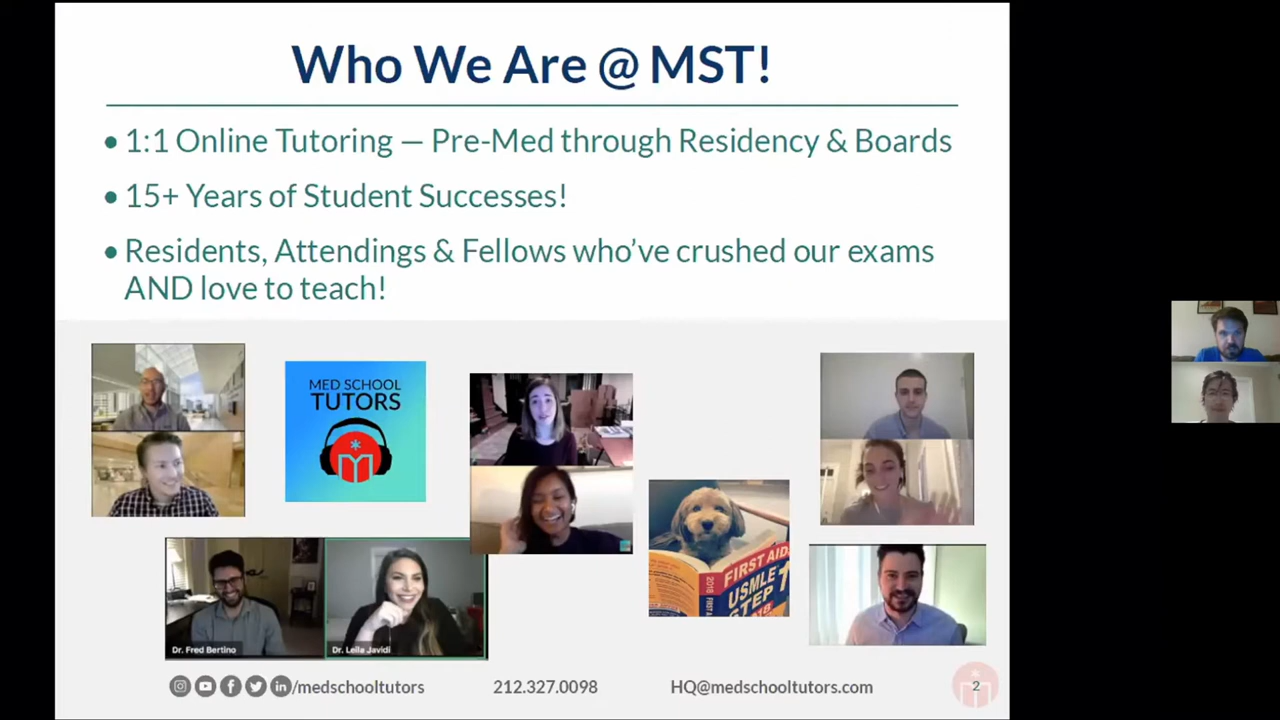 Who We Are @ MST!
• 1:1 Online Tutoring — Pre-Med through Residency & Boards
• 15+ Years of Student Successes!
• Residents, Attendings & Fellows who’ve crushed our exams
AND love to teach!
MED SCHOOL
TUTORS
FIRST AID
USMLE
STEP 1
2018
Dr. Fred Bertino
Dr. Leila Javidi
/medschooltutors
212.327.0098
HQ@medschooltutors.com
2